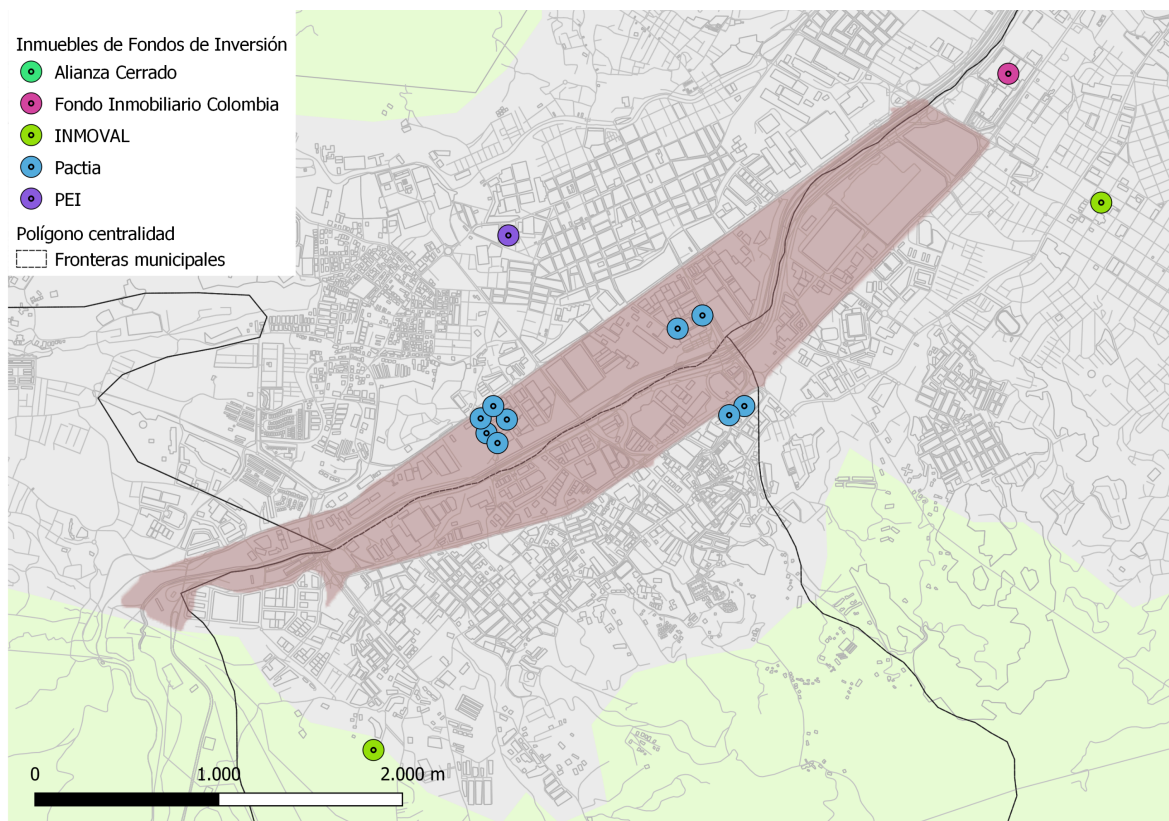 Inmuebles de Fondos de Inversión
Alianza Cerrado
Fondo Inmobiliario Colombia
INMOVAL
Pactia
PEI
Polígono centralidad
Fronteras municipales
0 1.000 2.000 m